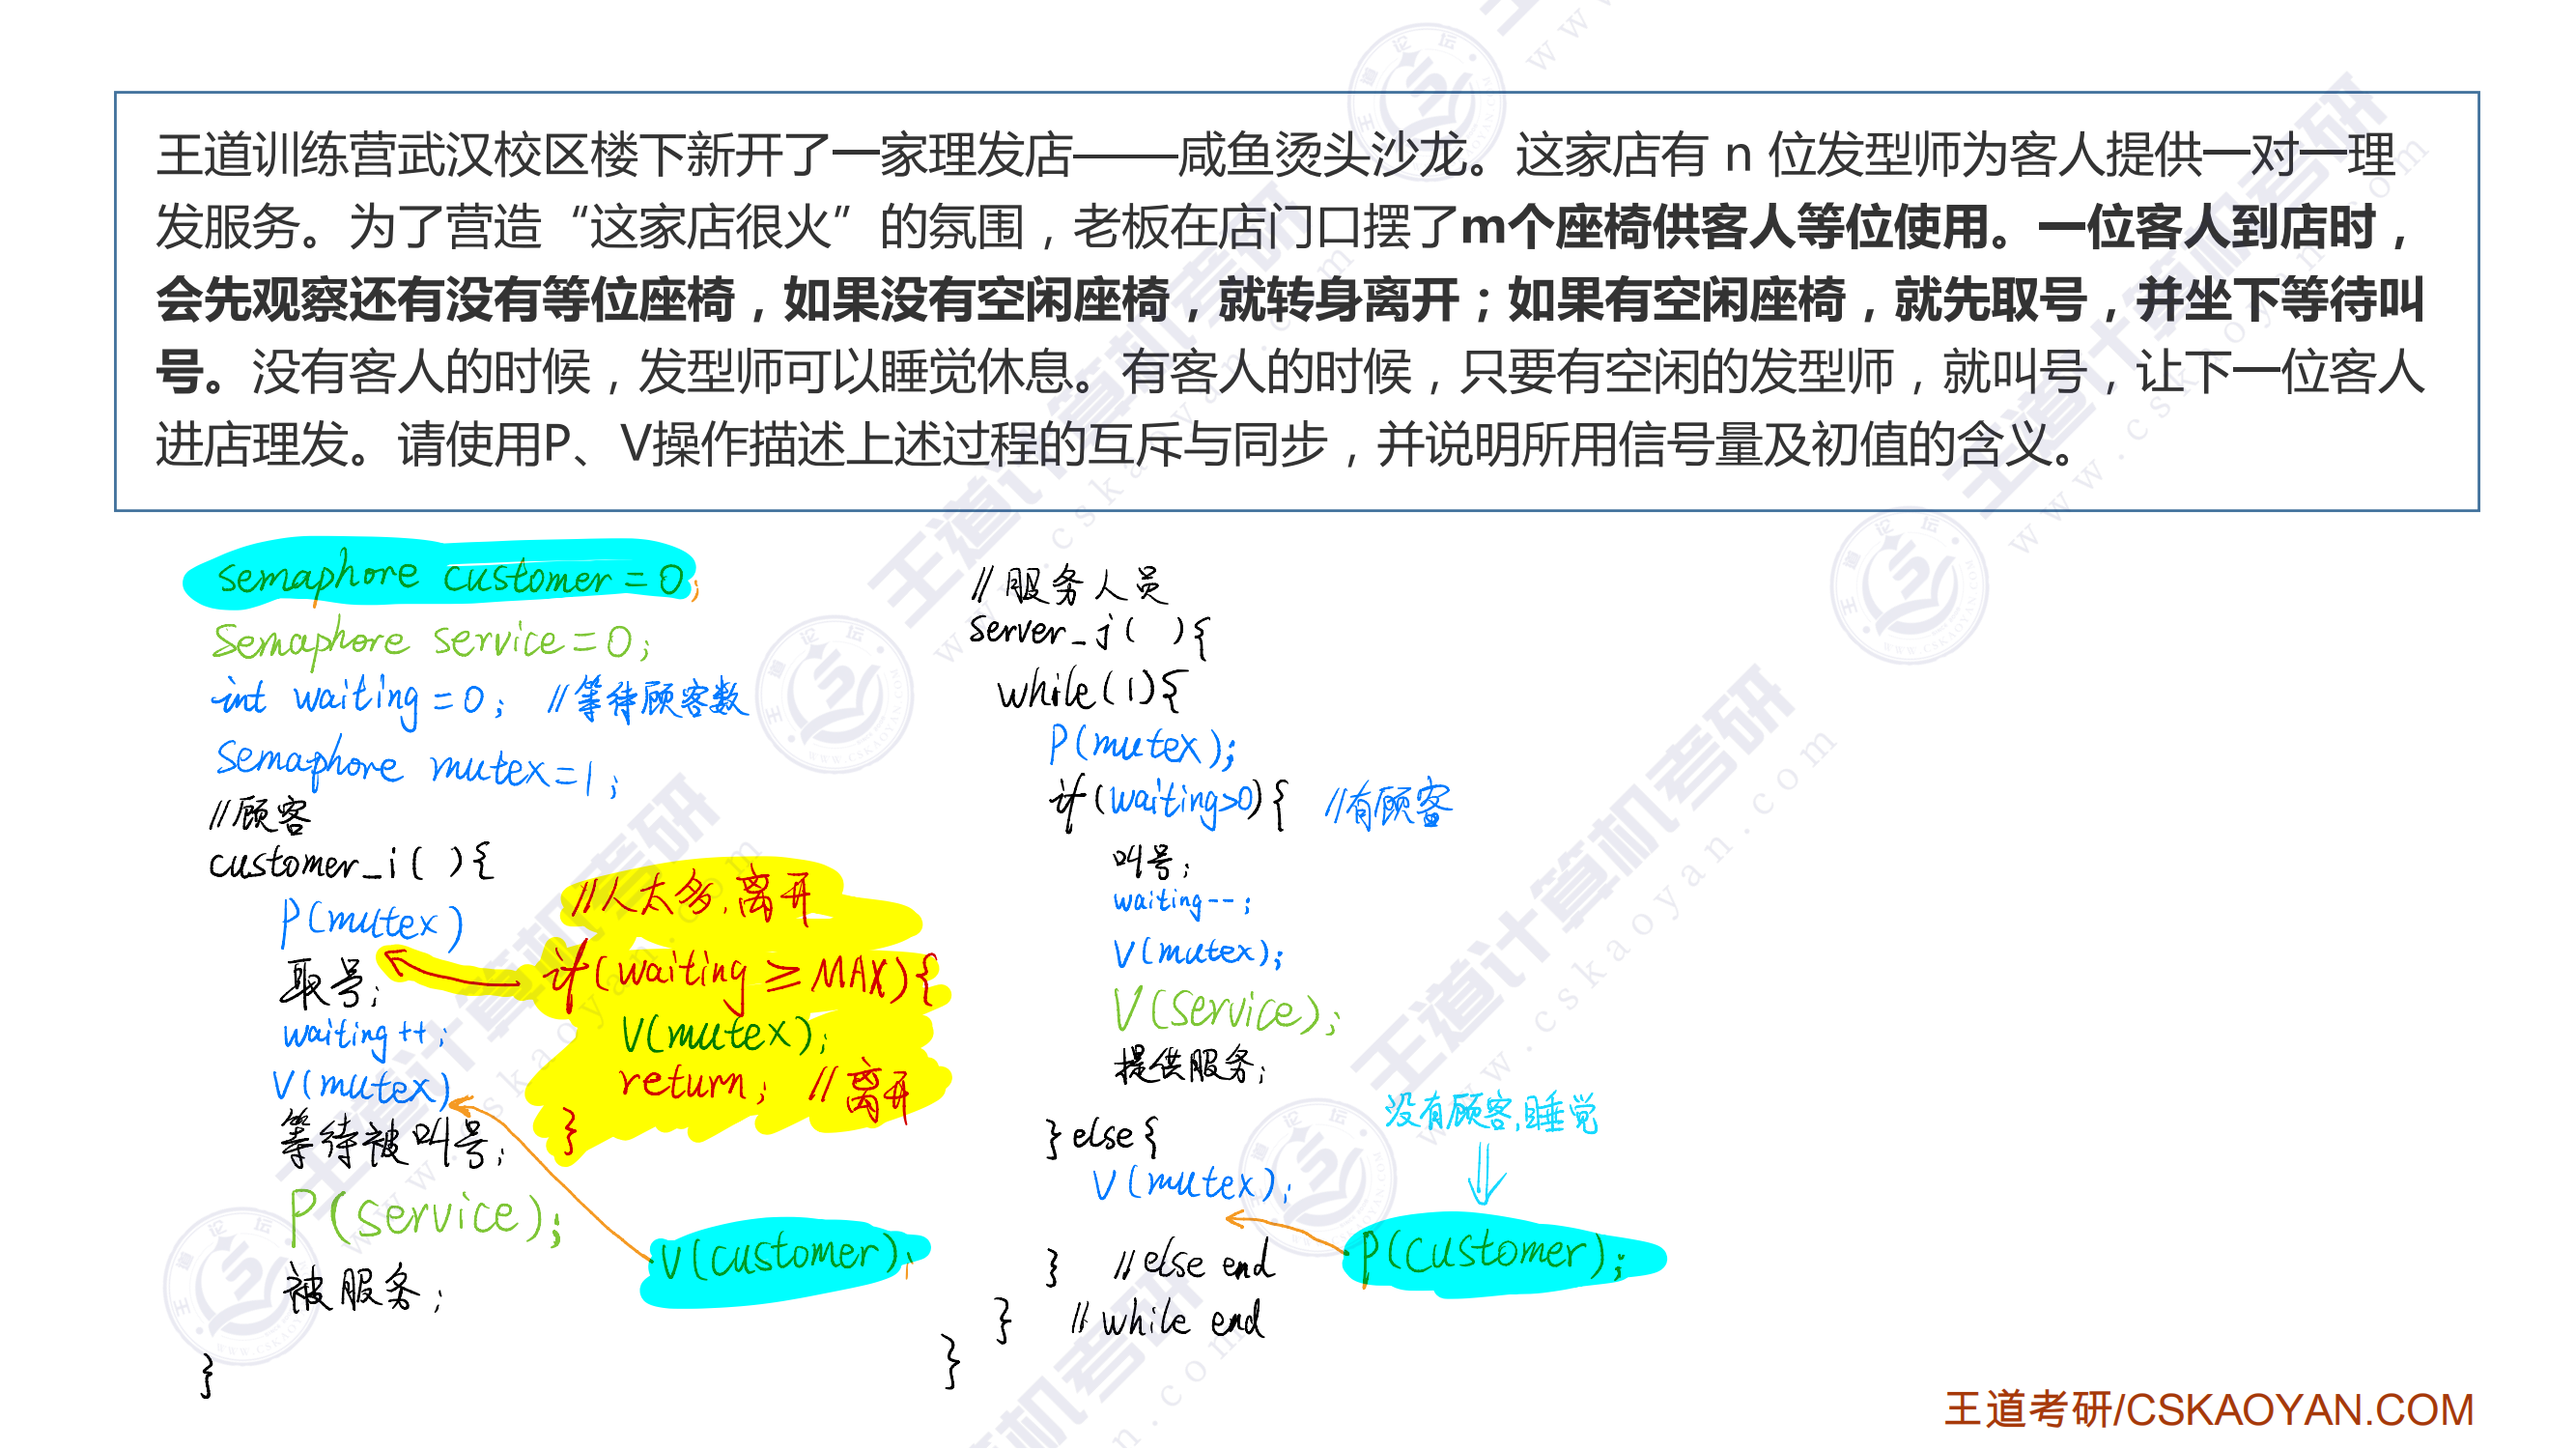 王道训练营武汉校区楼下新开了一家理发店——咸鱼烫头沙龙。这家店有 n 位发型师为客人提供一对一理
发服务。为了营造“这家店很火”的氛围，老板在店门口摆了m个座椅供客人等位使用。一位客人到店时，
会先观察还有没有等位座椅，如果没有空闲座椅，就转身离开；如果有空闲座椅，就先取号，并坐下等待叫
号。没有客人的时候，发型师可以睡觉休息。有客人的时候，只要有空闲的发型师，就叫号，让下一位客人
进店理发。请使用P、V操作描述上述过程的互斥与同步，并说明所用信号量及初值的含义。
semaphore customer = 0;
Semaphore service = 0;
int waiting = 0; //等待顾客数
Semaphore mutex=1;
//顾客
customer_i( ){
P(mutex)
取号;
waiting++;
V(mutex)
等待被叫号;
P(service);
被服务;
}
//人太多,离开
if(waiting ≥ MAX){
V(mutex);
return; //离开
}
V(customer);
//服务人员
server_j( ){
while(1){
P(mutex);
if(waiting>0){ //有顾客
叫号;
waiting--;
V(mutex);
V(service);
提供服务;
}else{
V(mutex);
} //else end
} //while end
}
没有顾客,睡觉
P(customer);
王道考研/CSKAOYAN.COM
王道计算机考研
www.cskaoyan.com